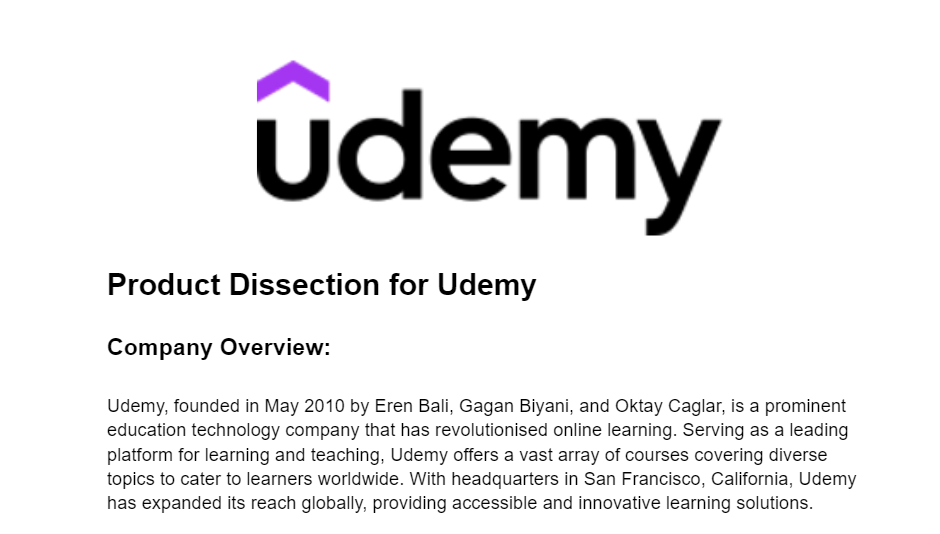 udemy
Product Dissection for Udemy
Company Overview:
Udemy, founded in May 2010 by Eren Bali, Gagan Biyani, and Oktay Caglar, is a prominent
education technology company that has revolutionised online learning. Serving as a leading
platform for learning and teaching, Udemy offers a vast array of courses covering diverse
topics to cater to learners worldwide. With headquarters in San Francisco, California, Udemy
has expanded its reach globally, providing accessible and innovative learning solutions.